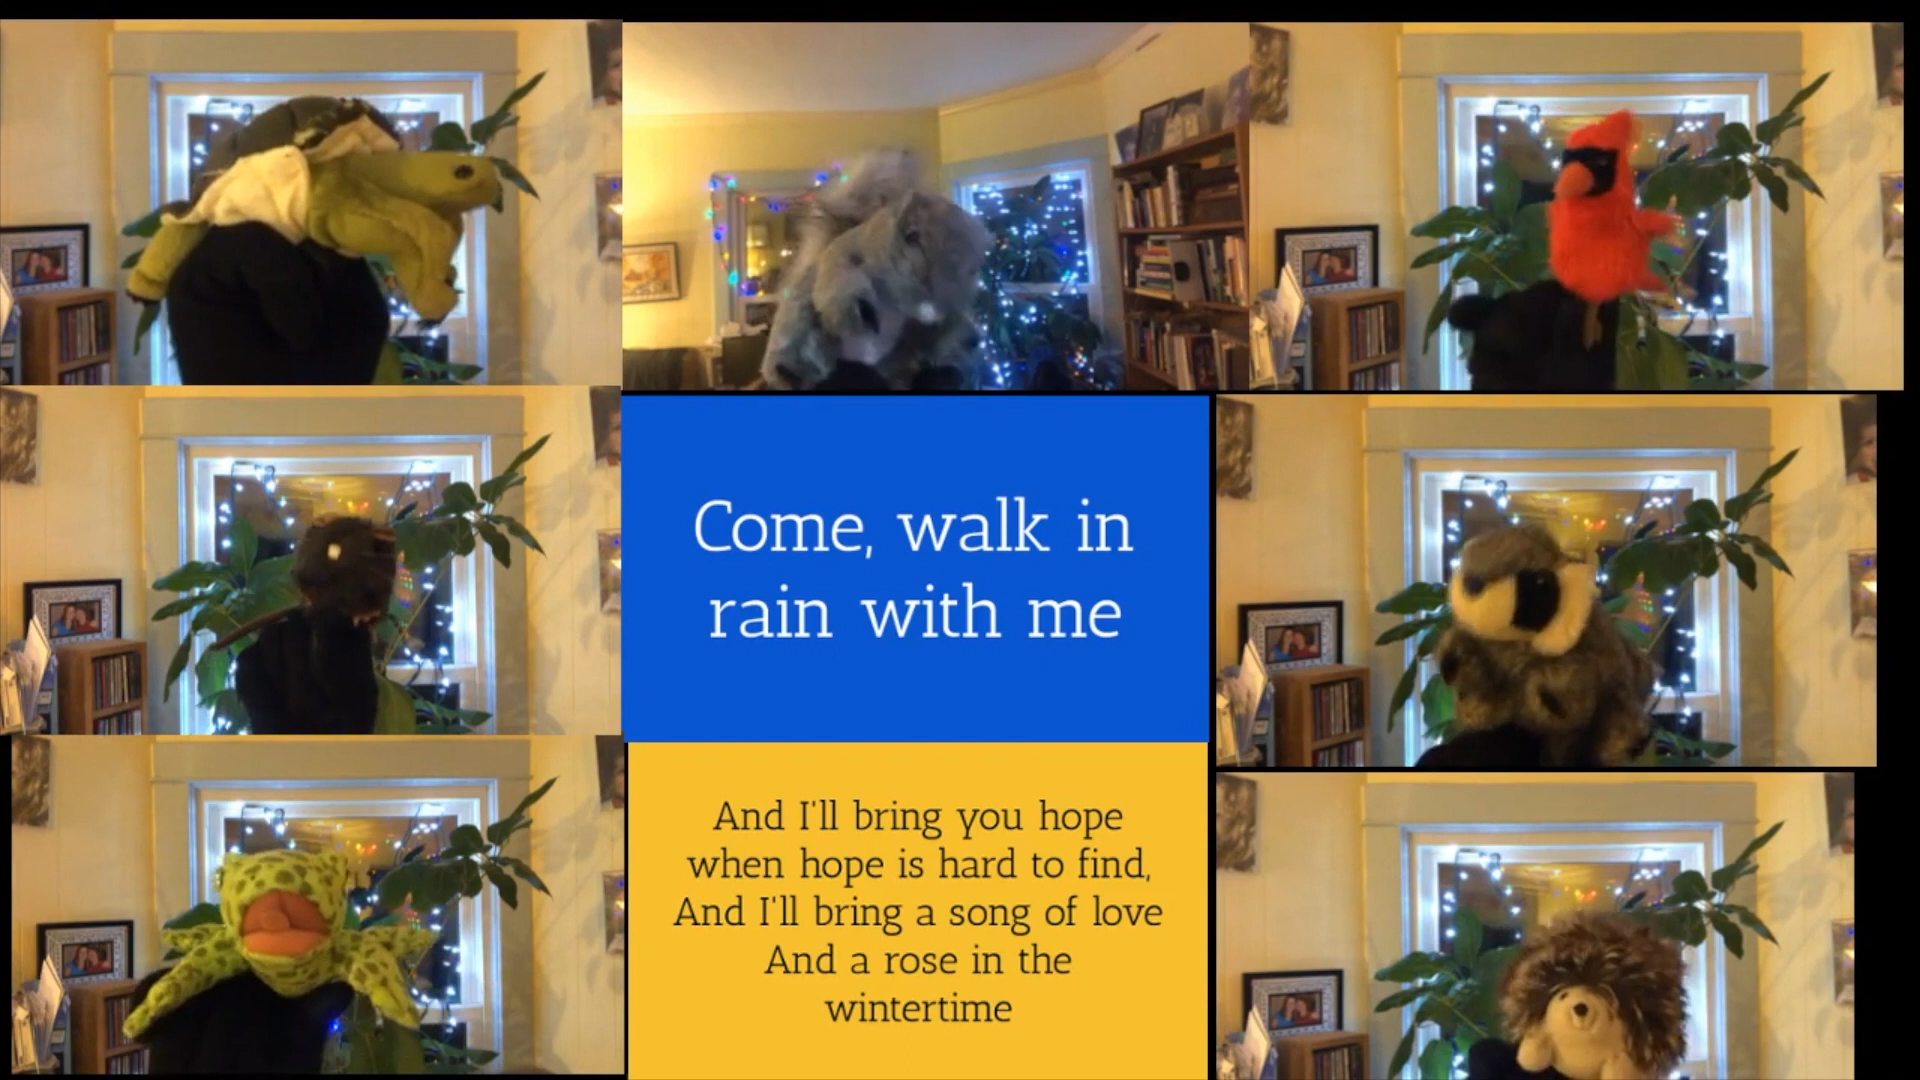 Come, walk in
rain with me
And I'll bring you hope
when hope is hard to find,
And I'll bring a song of love
And a rose in the
wintertime